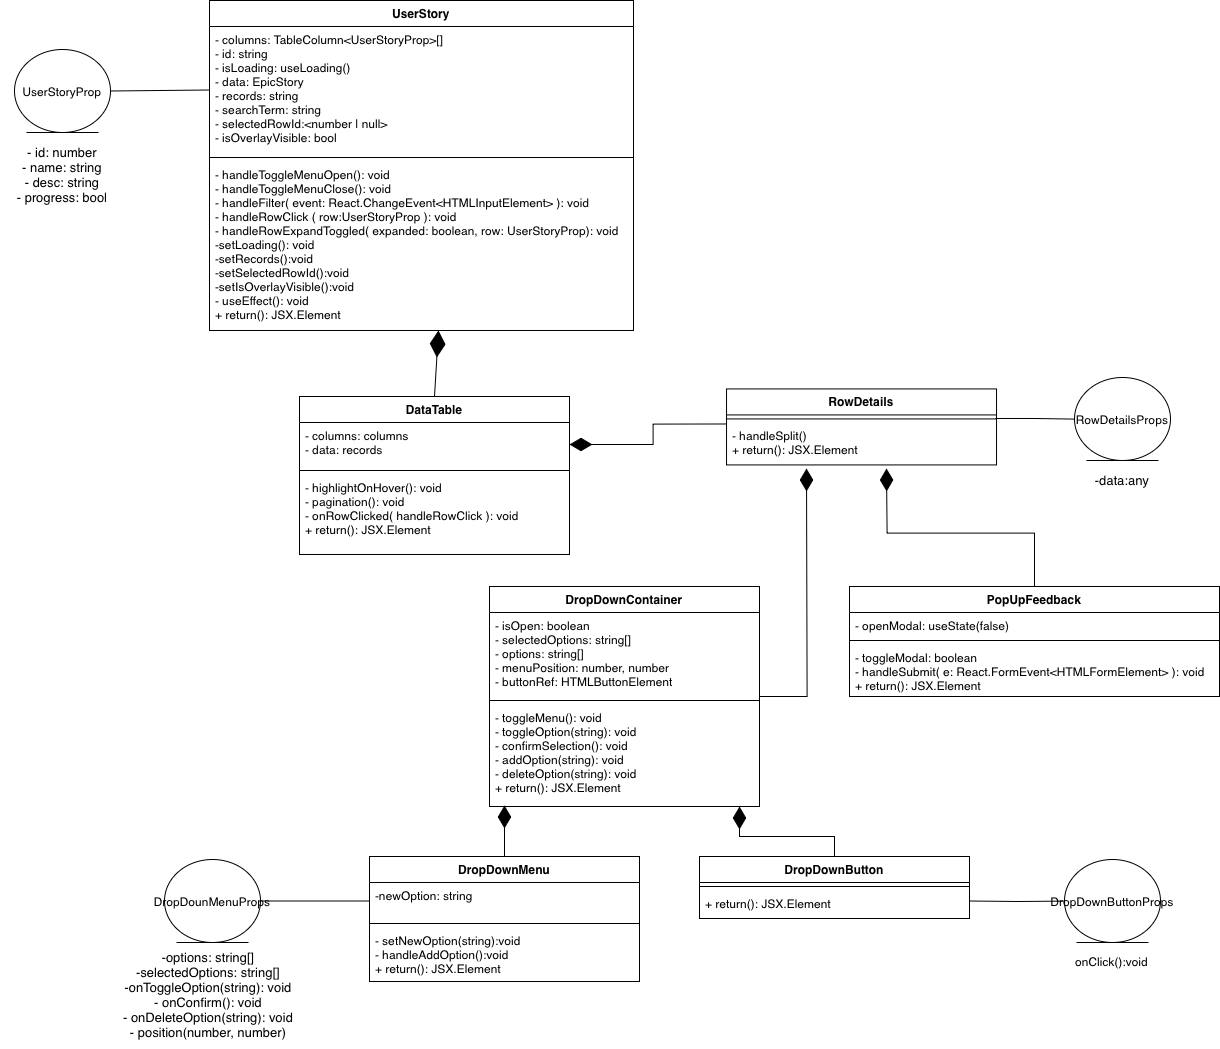 UserStory
- columns: TableColumn<UserStoryProp>[]
- id: string
- isLoading: useLoading()
- data: EpicStory
- records: string
- searchTerm: string
- selectedRowId:<number | null>
- isOverlayVisible: bool
- handleToggleMenuOpen(): void
- handleToggleMenuClose(): void
- handleFilter( event: React.ChangeEvent<HTMLInputElement> ): void
- handleRowClick ( row:UserStoryProp ): void
- handleRowExpandToggled( expanded: boolean, row: UserStoryProp): void
-setLoading(): void
-setRecords():void
-setSelectedRowId():void
-setIsOverlayVisible():void
- useEffect(): void
+ return(): JSX.Element
UserStoryProp
- id: number
- name: string
- desc: string
- progress: bool
DataTable
- columns: columns
- data: records
- highlightOnHover(): void
- pagination(): void
- onRowClicked( handleRowClick ): void
+ return(): JSX.Element
RowDetails
- handleSplit()
+ return(): JSX.Element
RowDetailsProps
-data:any
DropDownContainer
- isOpen: boolean
- selectedOptions: string[]
- options: string[]
- menuPosition: number, number
- buttonRef: HTMLButtonElement
- toggleMenu(): void
- toggleOption(string): void
- confirmSelection(): void
- addOption(string): void
- deleteOption(string): void
+ return(): JSX.Element
PopUpFeedback
- openModal: useState(false)
- toggleModal: boolean
- handleSubmit( e: React.FormEvent<HTMLFormElement> ): void
+ return(): JSX.Element
DropDounMenuProps
-options: string[]
-selectedOptions: string[]
-onToggleOption(string): void
- onConfirm(): void
- onDeleteOption(string): void
- position(number, number)
DropDownMenu
-newOption: string
- setNewOption(string):void
- handleAddOption():void
+ return(): JSX.Element
DropDownButton
+ return(): JSX.Element
DropDownButtonProps
onClick():void